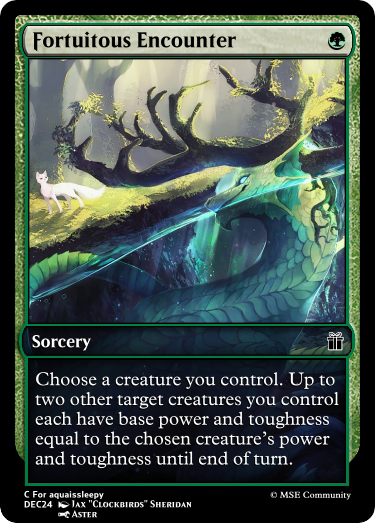 Fortuitous Encounter
Sorcery
Choose a creature you control. Up to
two other target creatures you control
each have base power and toughness
equal to the chosen creature's power
and toughness until end of turn.
C For aquaissleepy
© MSE Community
DEC24 Jax "Clockbirds" Sheridan
Aster